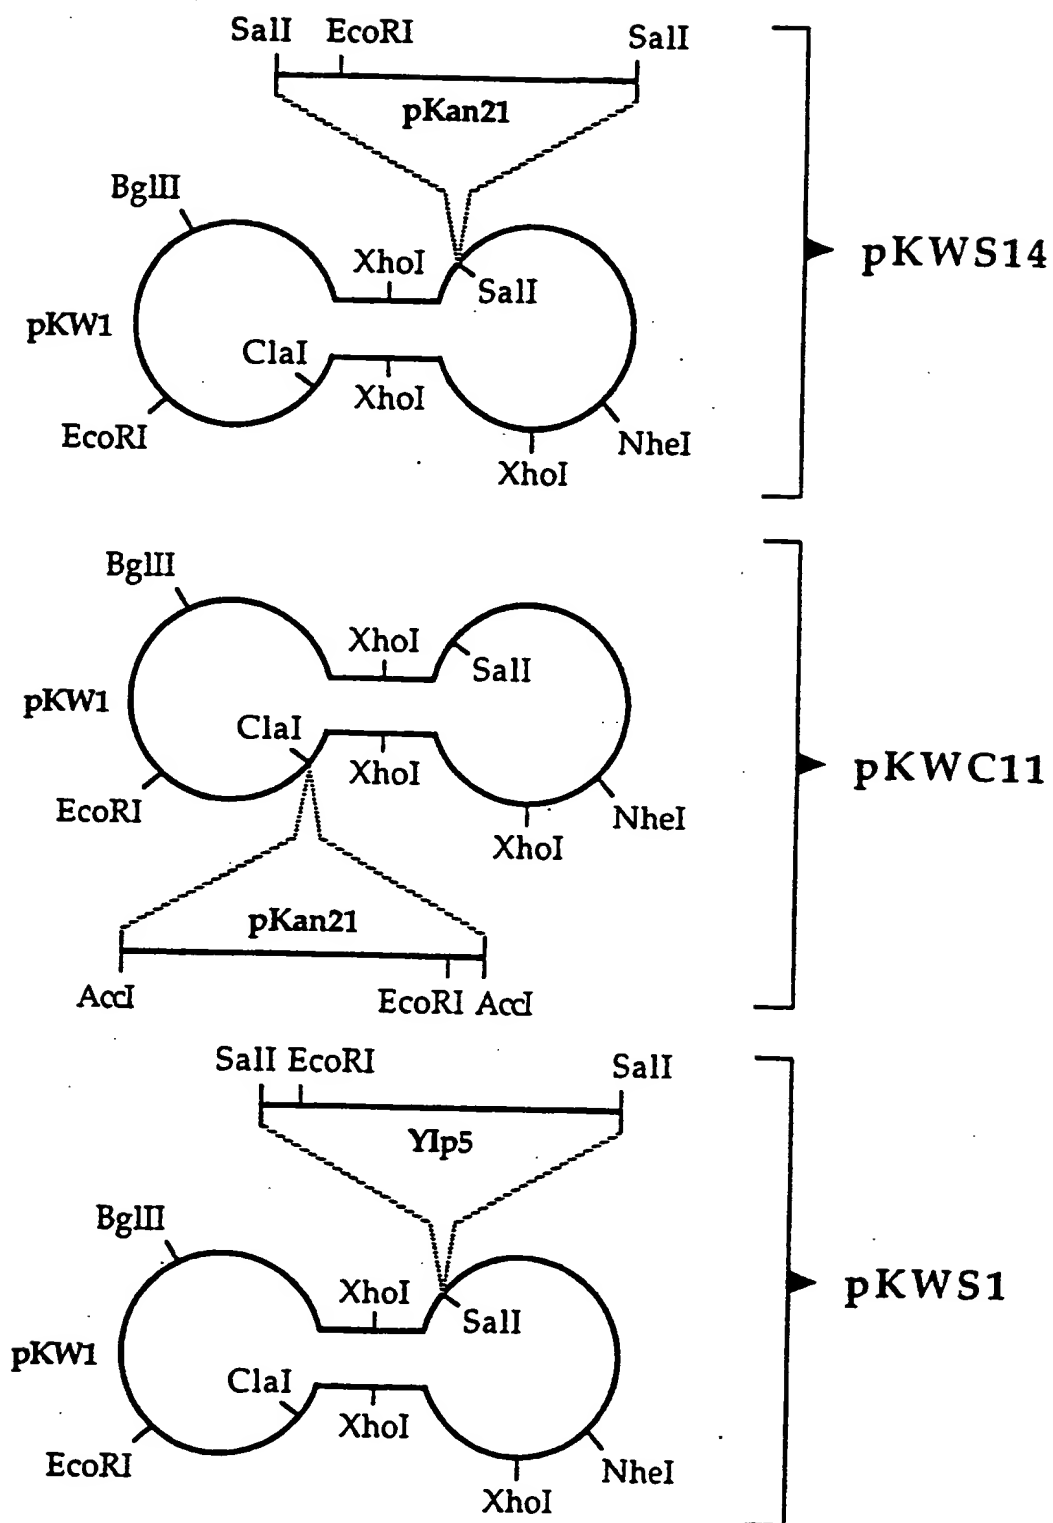 SalI EcoRI SalI
pKan21
BglII
XhoI
SalI
pKW1
ClaI
XhoI
EcoRI
NheI
XhoI
pKWS14
BglII
XhoI
SalI
pKW1
ClaI
XhoI
EcoRI
NheI
XhoI
pKWC11
pKan21
AccI EcoRI AccI
SalI EcoRI SalI
YIp5
BglII
XhoI
SalI
pKW1
ClaI
XhoI
EcoRI
NheI
XhoI
pKWS1